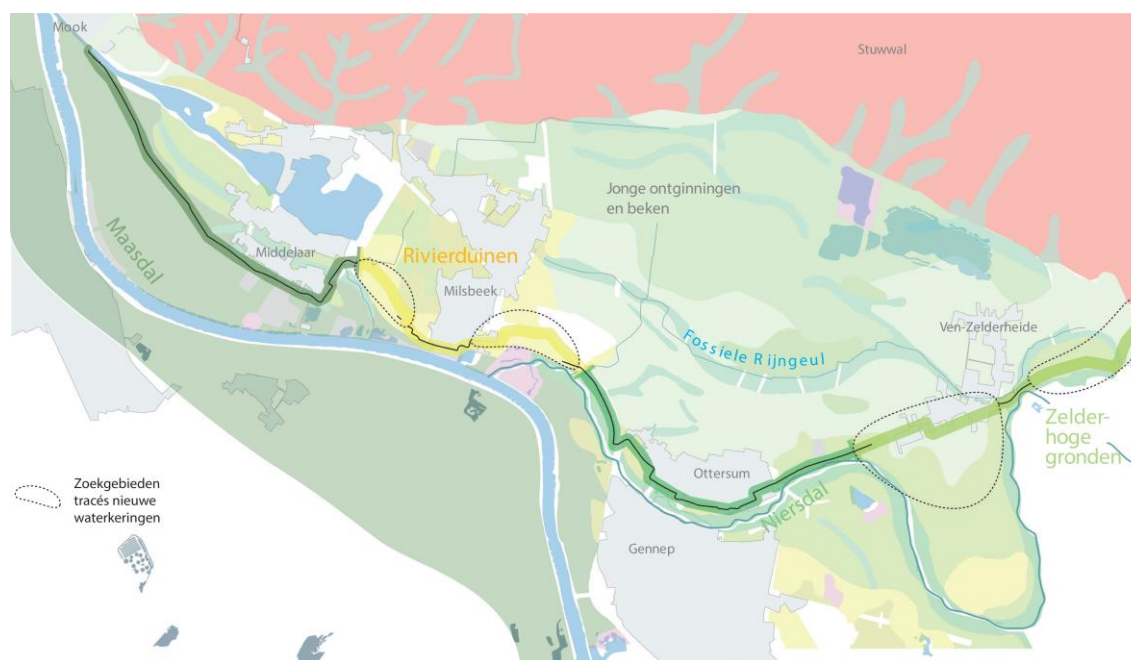 Mook
Stuwwal
Jonge ontginningen
en beken
Maasdal
Middelaar
Rivierduinen
Milsbeek
Ven-Zelderheide
Fossiele Rijngeul
Zelder-
hoge
gronden
Zoekgebieden
tracés nieuwe
waterkeringen
Ottersum
Niersdal
Gennep